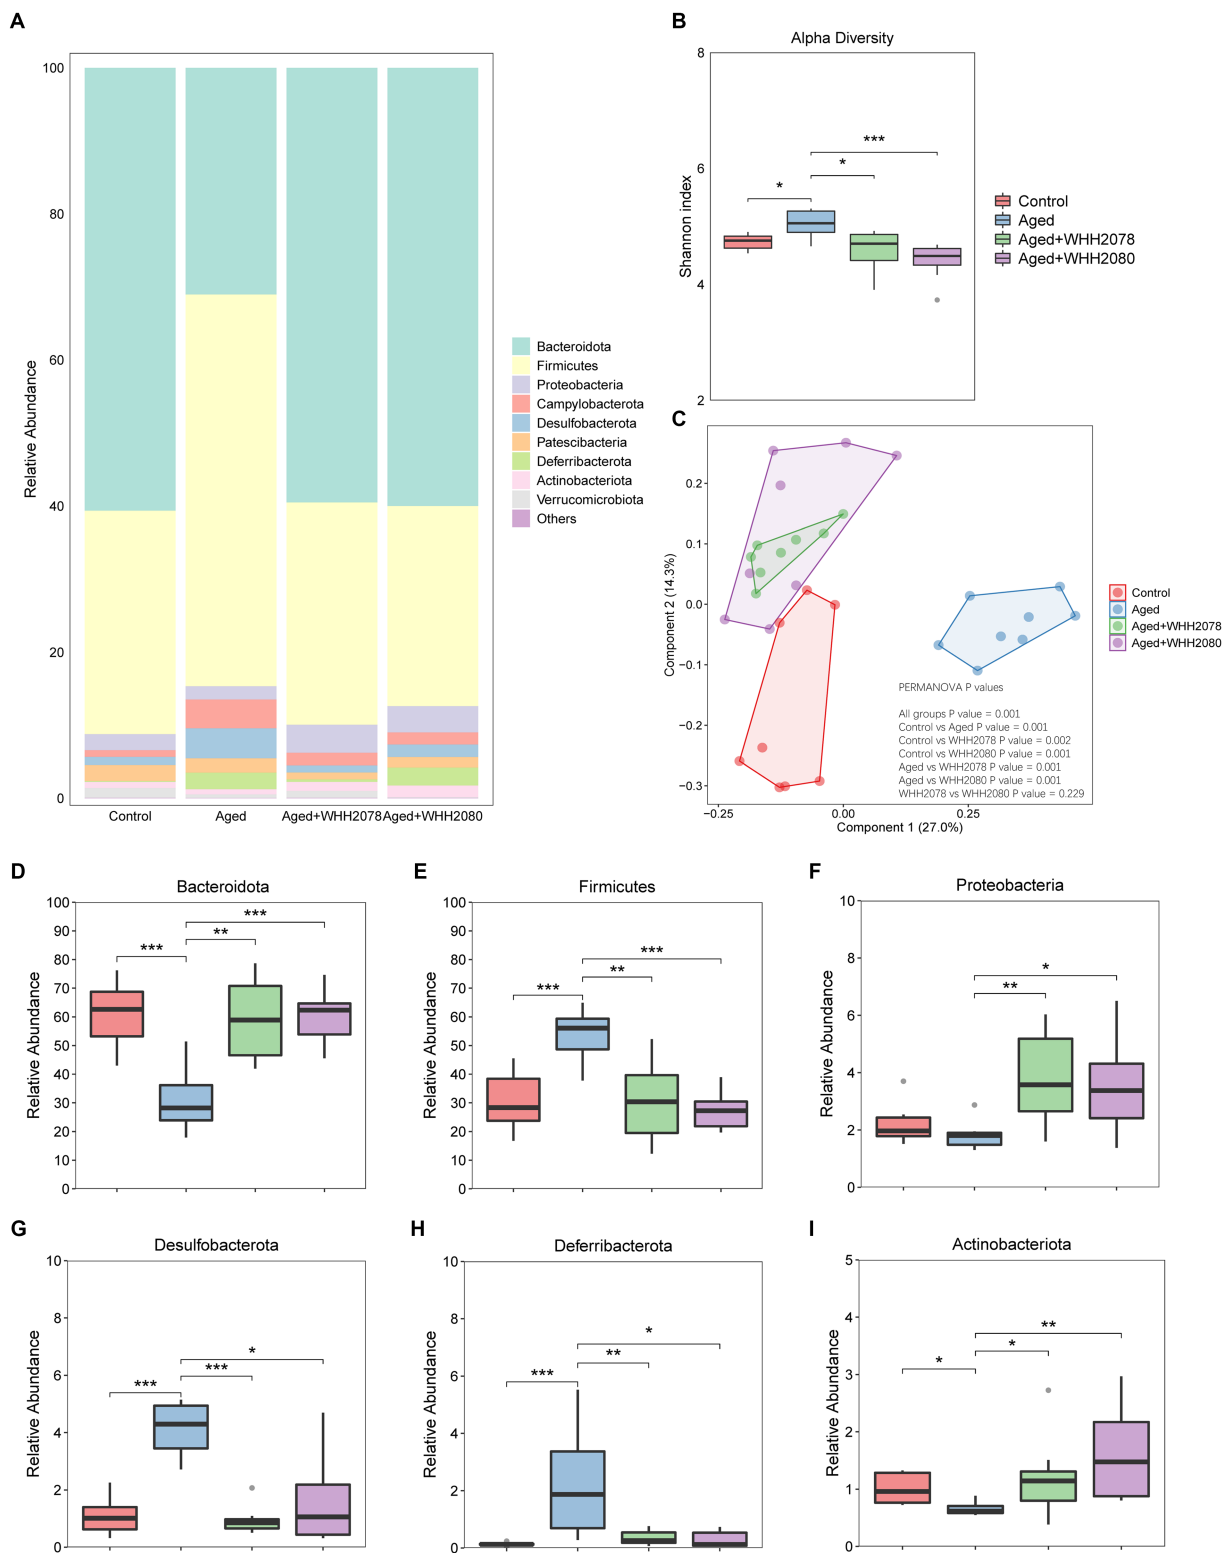 A
100
80
60
40
20
0
Relative Abundance
Control
Aged
Aged+WHH2078
Aged+WHH2080
Bacteroidota
Firmicutes
Proteobacteria
Campylobacterota
Desulfobacterota
Patescibacteria
Deferribacterota
Actinobacteriota
Verrucomicrobiota
Others
B
Alpha Diversity
8
6
4
2
Shannon index
*
*
***
Control
Aged
Aged+WHH2078
Aged+WHH2080
C
0.2
0.1
0.0
−0.1
−0.2
−0.3
Component 2 (14.3%)
−0.25
0.00
0.25
Component 1 (27.0%)
PERMANOVA P values
All groups P value = 0.001
Control vs Aged P value = 0.001
Control vs WHH2078 P value = 0.002
Control vs WHH2080 P value = 0.001
Aged vs WHH2078 P value = 0.001
Aged vs WHH2080 P value = 0.001
WHH2078 vs WHH2080 P value = 0.229
Control
Aged
Aged+WHH2078
Aged+WHH2080
D
Bacteroidota
100
90
80
70
60
50
40
30
20
10
0
Relative Abundance
***
**
***
E
Firmicutes
100
90
80
70
60
50
40
30
20
10
0
Relative Abundance
***
**
***
F
Proteobacteria
10
8
6
4
2
0
Relative Abundance
*
**
G
Desulfobacterota
10
8
6
4
2
0
Relative Abundance
*
***
***
H
Deferribacterota
10
8
6
4
2
0
Relative Abundance
*
**
***
I
Actinobacteriota
5
4
3
2
1
0
Relative Abundance
**
*
*